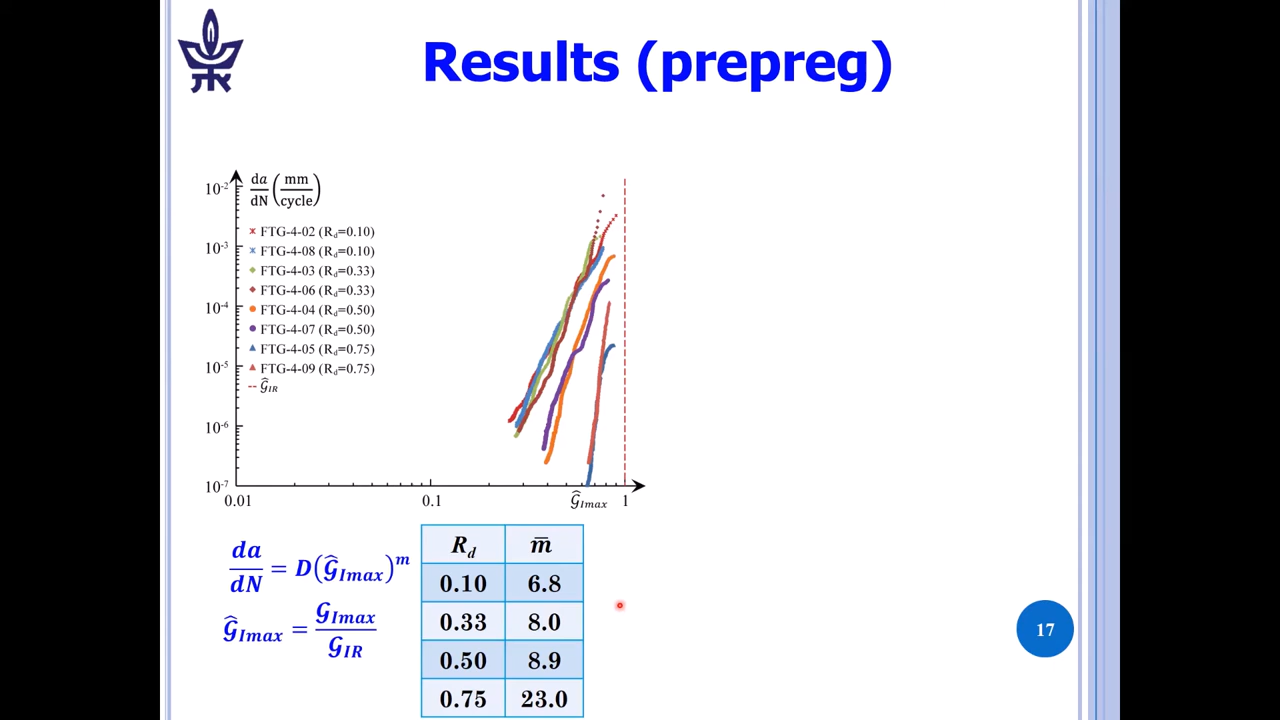 Results (prepreg)
da/dN (mm/cycle)
10⁻²
10⁻³
10⁻⁴
10⁻⁵
10⁻⁶
10⁻⁷
FTG-4-02 (R_d=0.10)
FTG-4-08 (R_d=0.10)
FTG-4-03 (R_d=0.33)
FTG-4-06 (R_d=0.33)
FTG-4-04 (R_d=0.50)
FTG-4-07 (R_d=0.50)
FTG-4-05 (R_d=0.75)
FTG-4-09 (R_d=0.75)
𝒢̂_IR
0.01 0.1 𝒢̂_Imax 1
da/dN = D(𝒢̂_Imax)^m
𝒢̂_Imax = 𝒢_Imax/𝒢_IR
R_d m̅
0.10 6.8
0.33 8.0
0.50 8.9
0.75 23.0
17